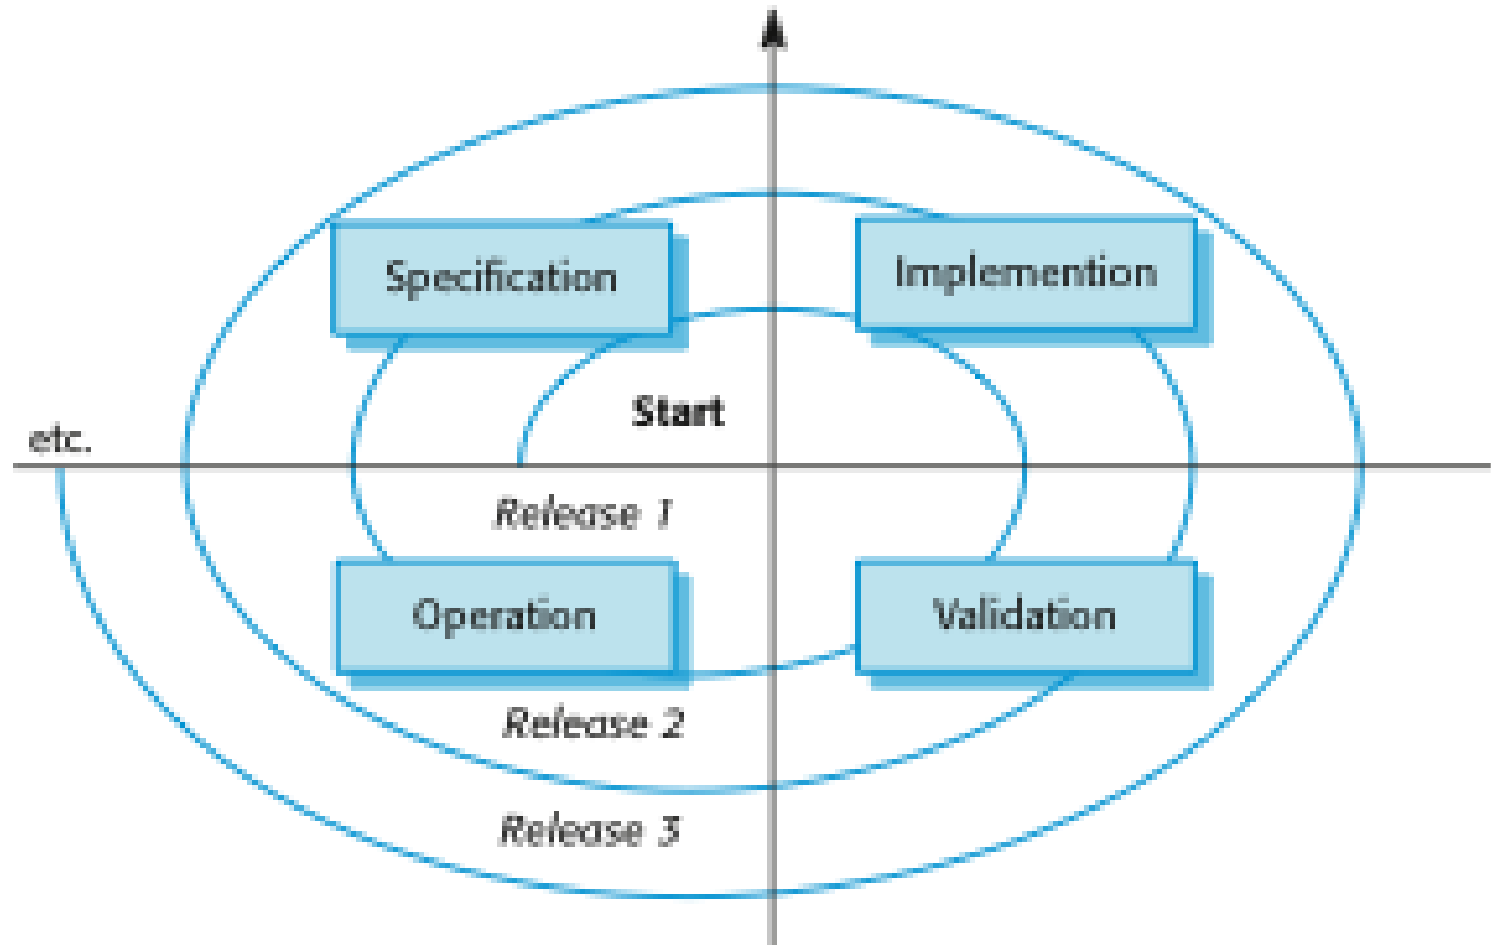 Specification
Implemention
Start
etc.
Release 1
Operation
Validation
Release 2
Release 3